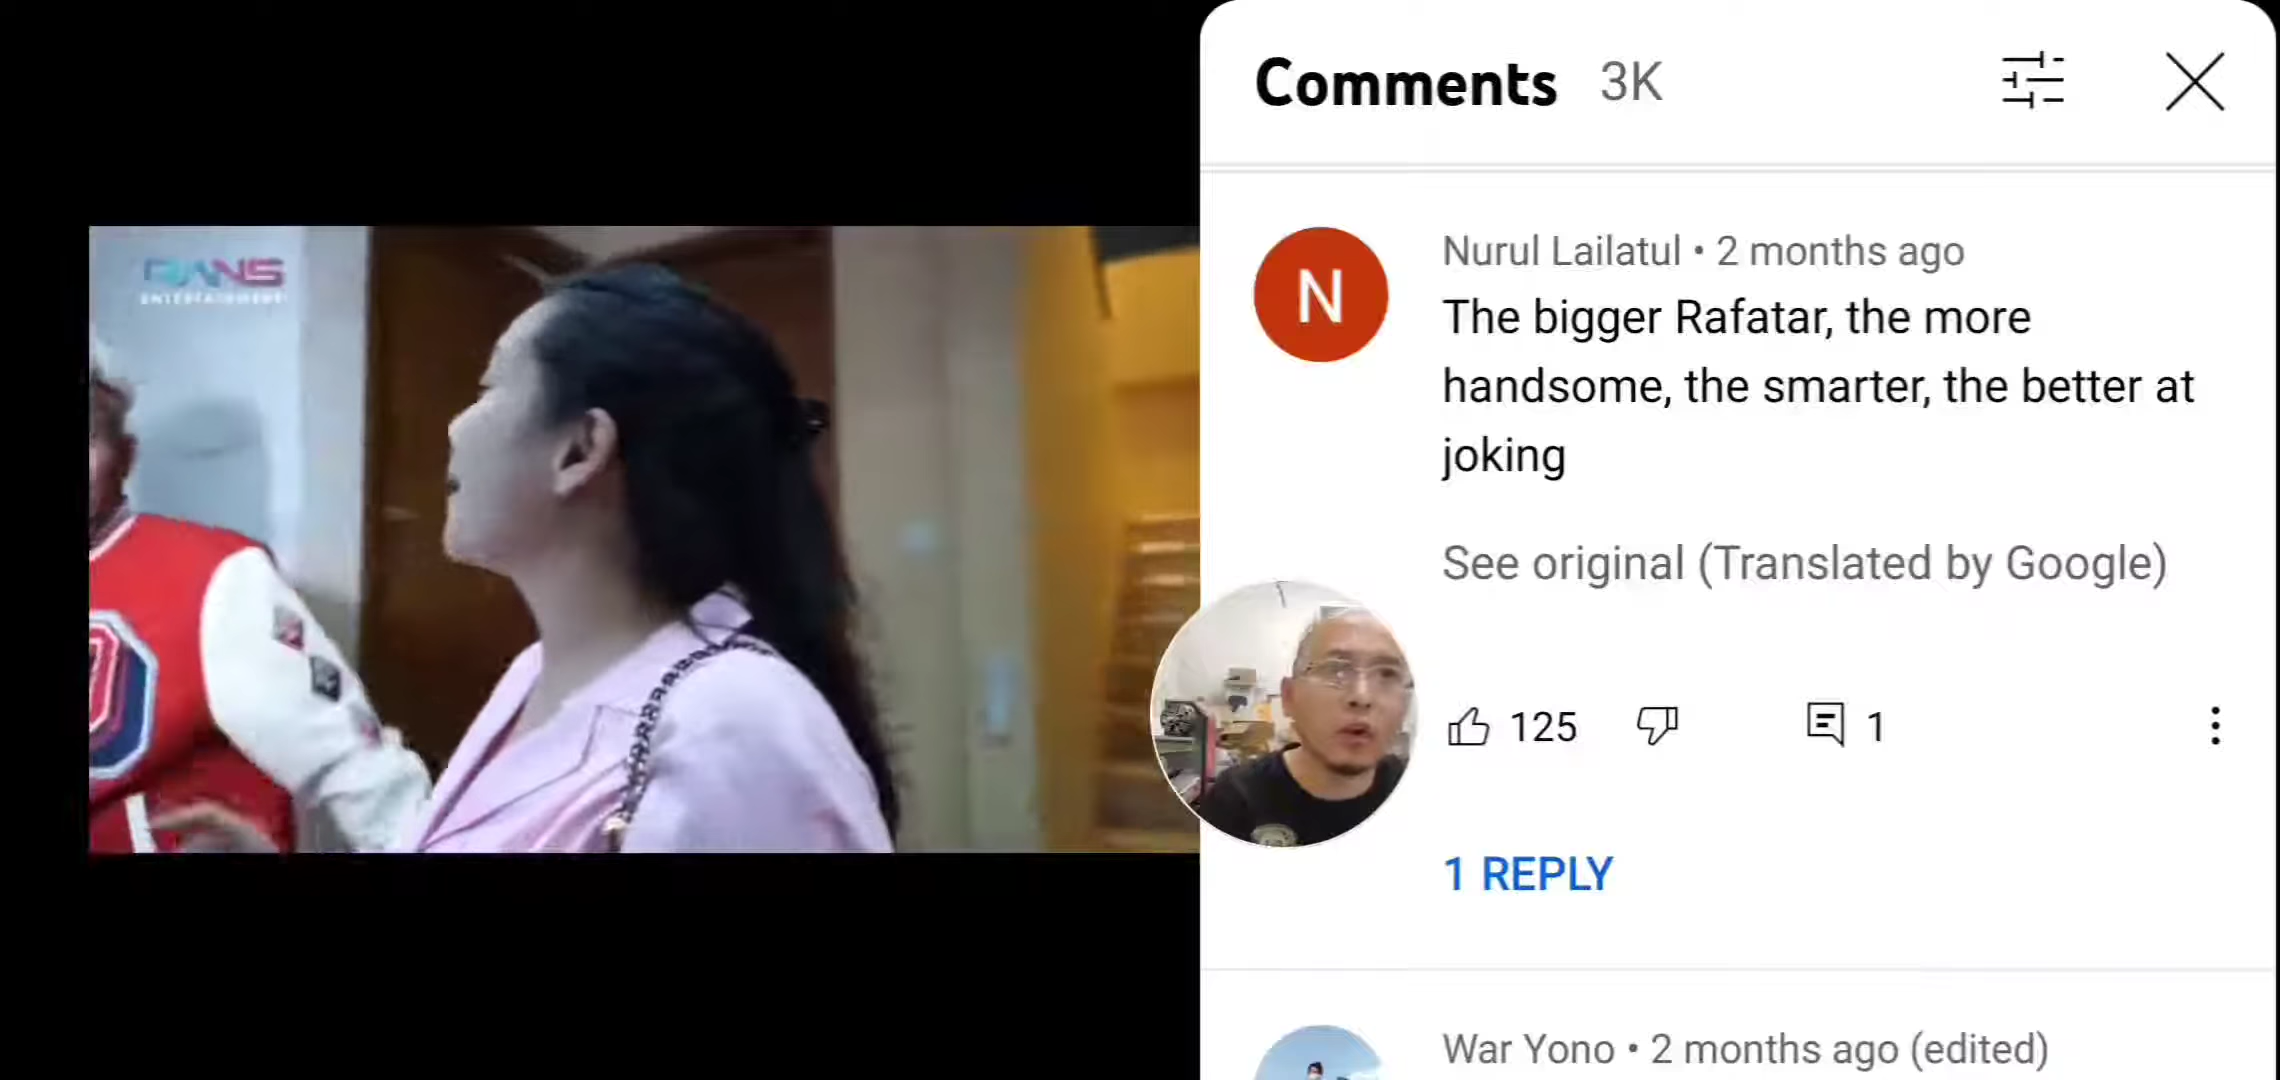 RANS
ENTERTAINMENT
Comments 3K
N
Nurul Lailatul • 2 months ago
The bigger Rafatar, the more
handsome, the smarter, the better at
joking
See original (Translated by Google)
125
1
1 REPLY
War Yono • 2 months ago (edited)